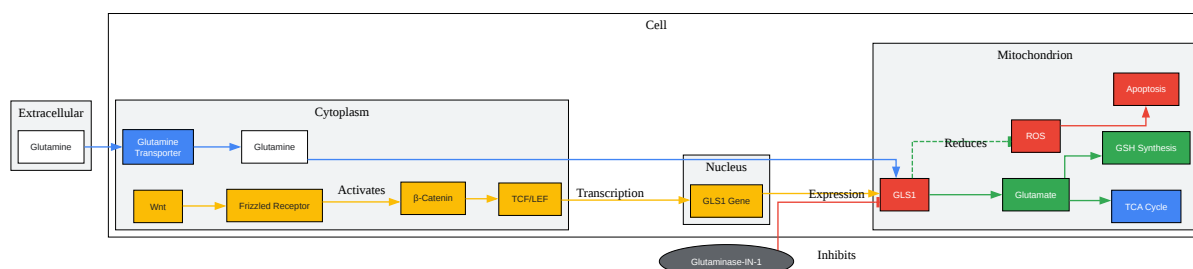 Cell
Mitochondrion
Extracellular
Cytoplasm
Apoptosis
Glutamine
Glutamine
Transporter
Glutamine
ROS
Reduces
GSH Synthesis
Nucleus
Wnt
Frizzled Receptor
Activates
β-Catenin
TCF/LEF
Transcription
GLS1 Gene
Expression
GLS1
Glutamate
TCA Cycle
Glutaminase-IN-1
Inhibits